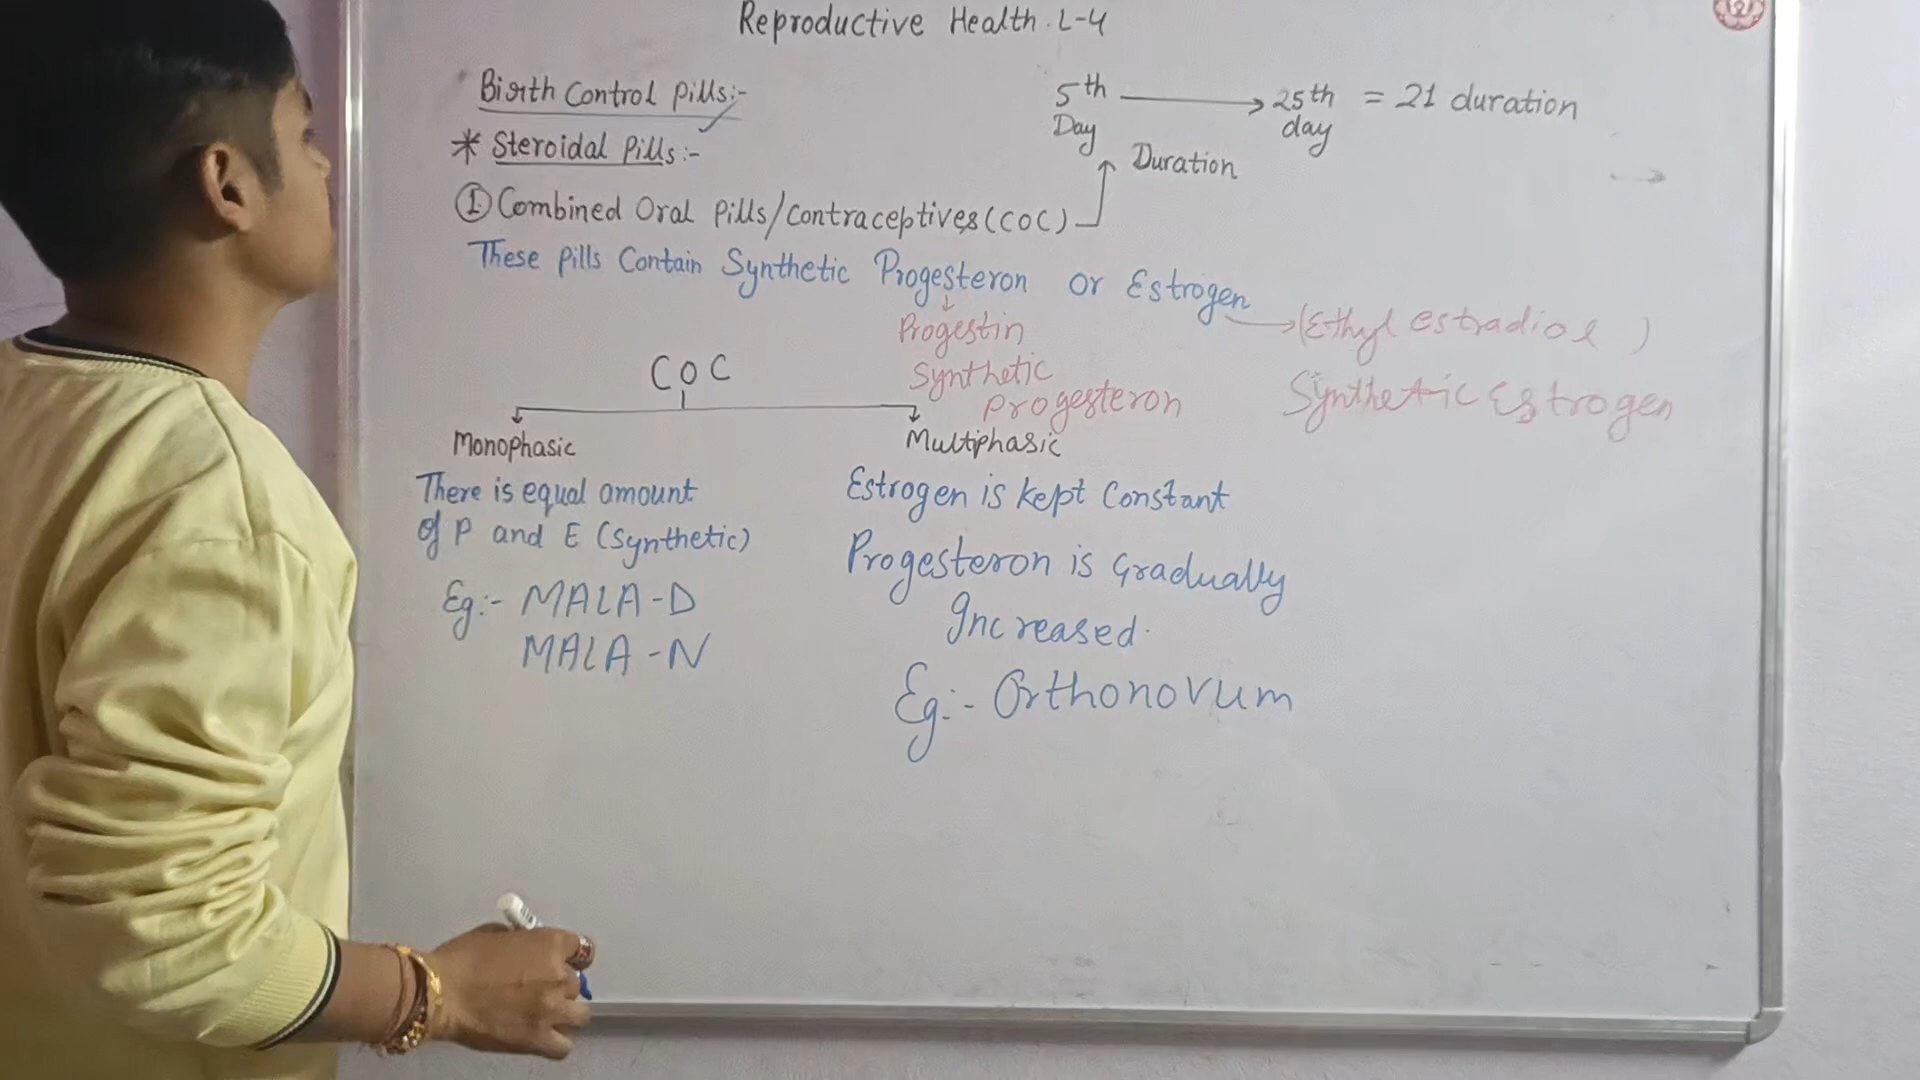 Reproductive Health L-4
Birth Control Pills:-
* Steroidal Pills:-
5th Day → 25th day = 21 duration
Duration
① Combined Oral Pills/Contraceptives (COC)
These Pills Contain Synthetic Progesteron or Estrogen
Progestin
Synthetic
Progesteron
(Ethyl estradiol )
Synthetic Estrogen
COC
Monophasic
There is equal amount
of P and E (Synthetic)
Eg:- MALA-D
MALA-N
Multiphasic
Estrogen is kept Constant
Progesteron is Gradually
Increased.
Eg:- Orthonovum